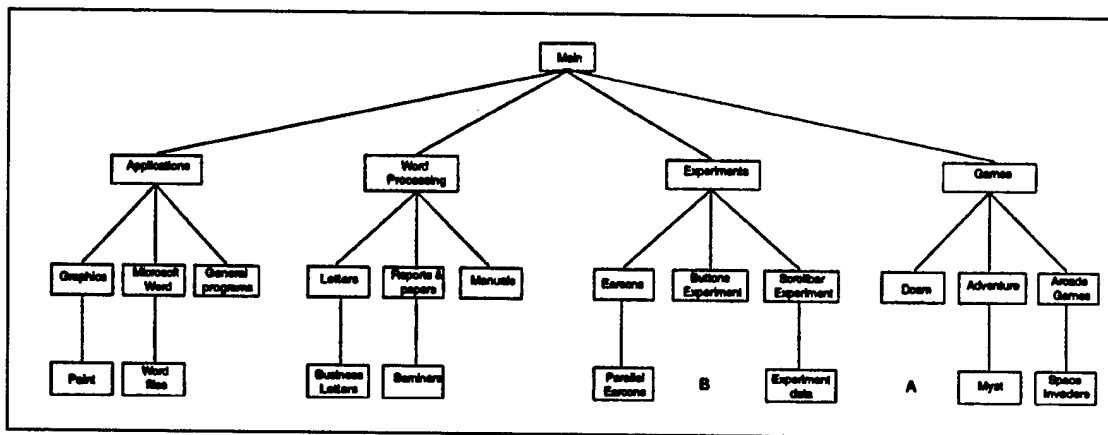 Main
Applications
Word
Processing
Experiments
Games
Graphics
Microsoft
Word
General
programs
Letters
Reports &
papers
Manuals
Earcons
Buttons
Experiment
Scrollbar
Experiment
Doom
Adventure
Arcade
Games
Paint
Word
files
Business
Letters
Seminars
Parallel
Earcons
B
Experiment
data
A
Myst
Space
Invaders